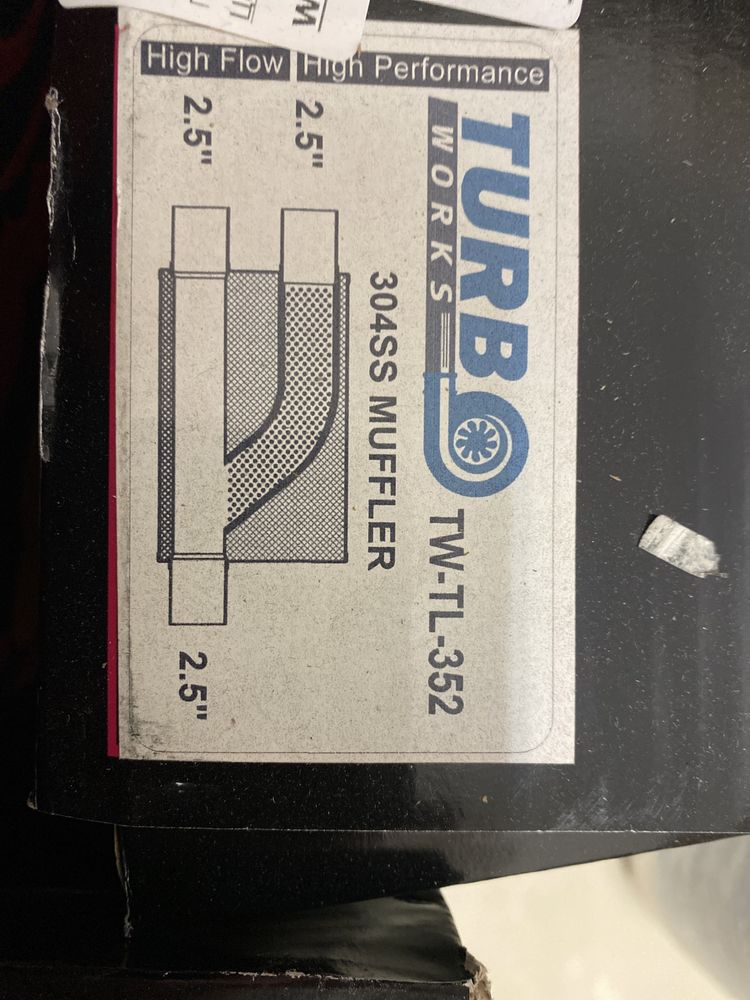 TURBO
WORKS
TW-TL-352
304SS MUFFLER
High Flow High Performance
2.5"
2.5"
2.5"